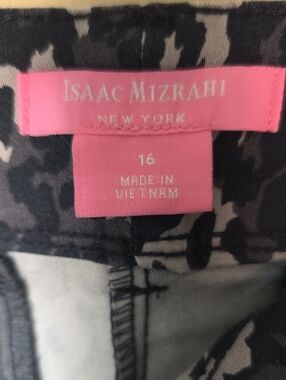 ISAAC MIZRAHI
NEW YORK
16
MADE IN
VIETNAM